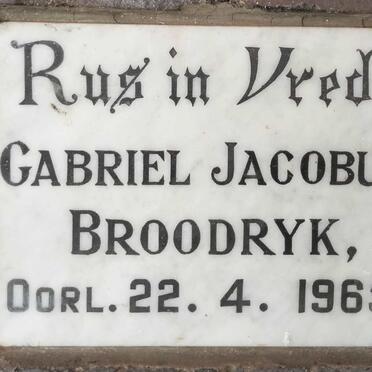 Rus in Vred
GABRIEL JACOBU
BROODRYK,
OORL. 22. 4. 196